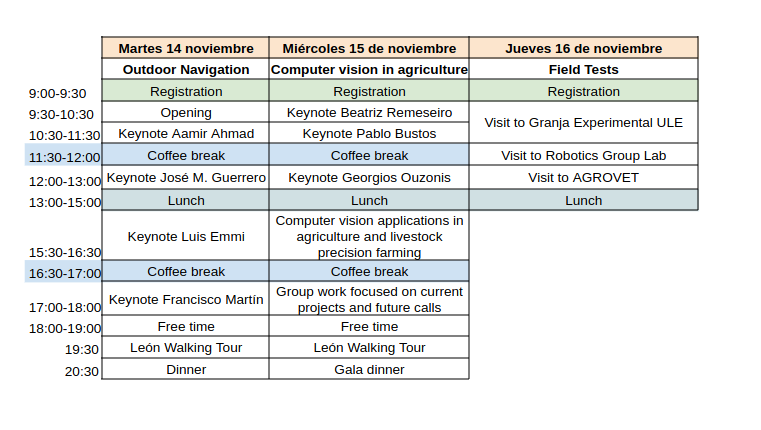 Martes 14 noviembre Miércoles 15 de noviembre Jueves 16 de noviembre
Outdoor Navigation Computer vision in agriculture Field Tests
9:00-9:30 Registration Registration Registration
9:30-10:30 Opening Keynote Beatriz Remeseiro Visit to Granja Experimental ULE
10:30-11:30 Keynote Aamir Ahmad Keynote Pablo Bustos
11:30-12:00 Coffee break Coffee break Visit to Robotics Group Lab
12:00-13:00 Keynote José M. Guerrero Keynote Georgios Ouzonis Visit to AGROVET
13:00-15:00 Lunch Lunch Lunch
15:30-16:30 Keynote Luis Emmi Computer vision applications in
agriculture and livestock
precision farming
16:30-17:00 Coffee break Coffee break
17:00-18:00 Keynote Francisco Martín Group work focused on current
projects and future calls
18:00-19:00 Free time Free time
19:30 León Walking Tour León Walking Tour
20:30 Dinner Gala dinner